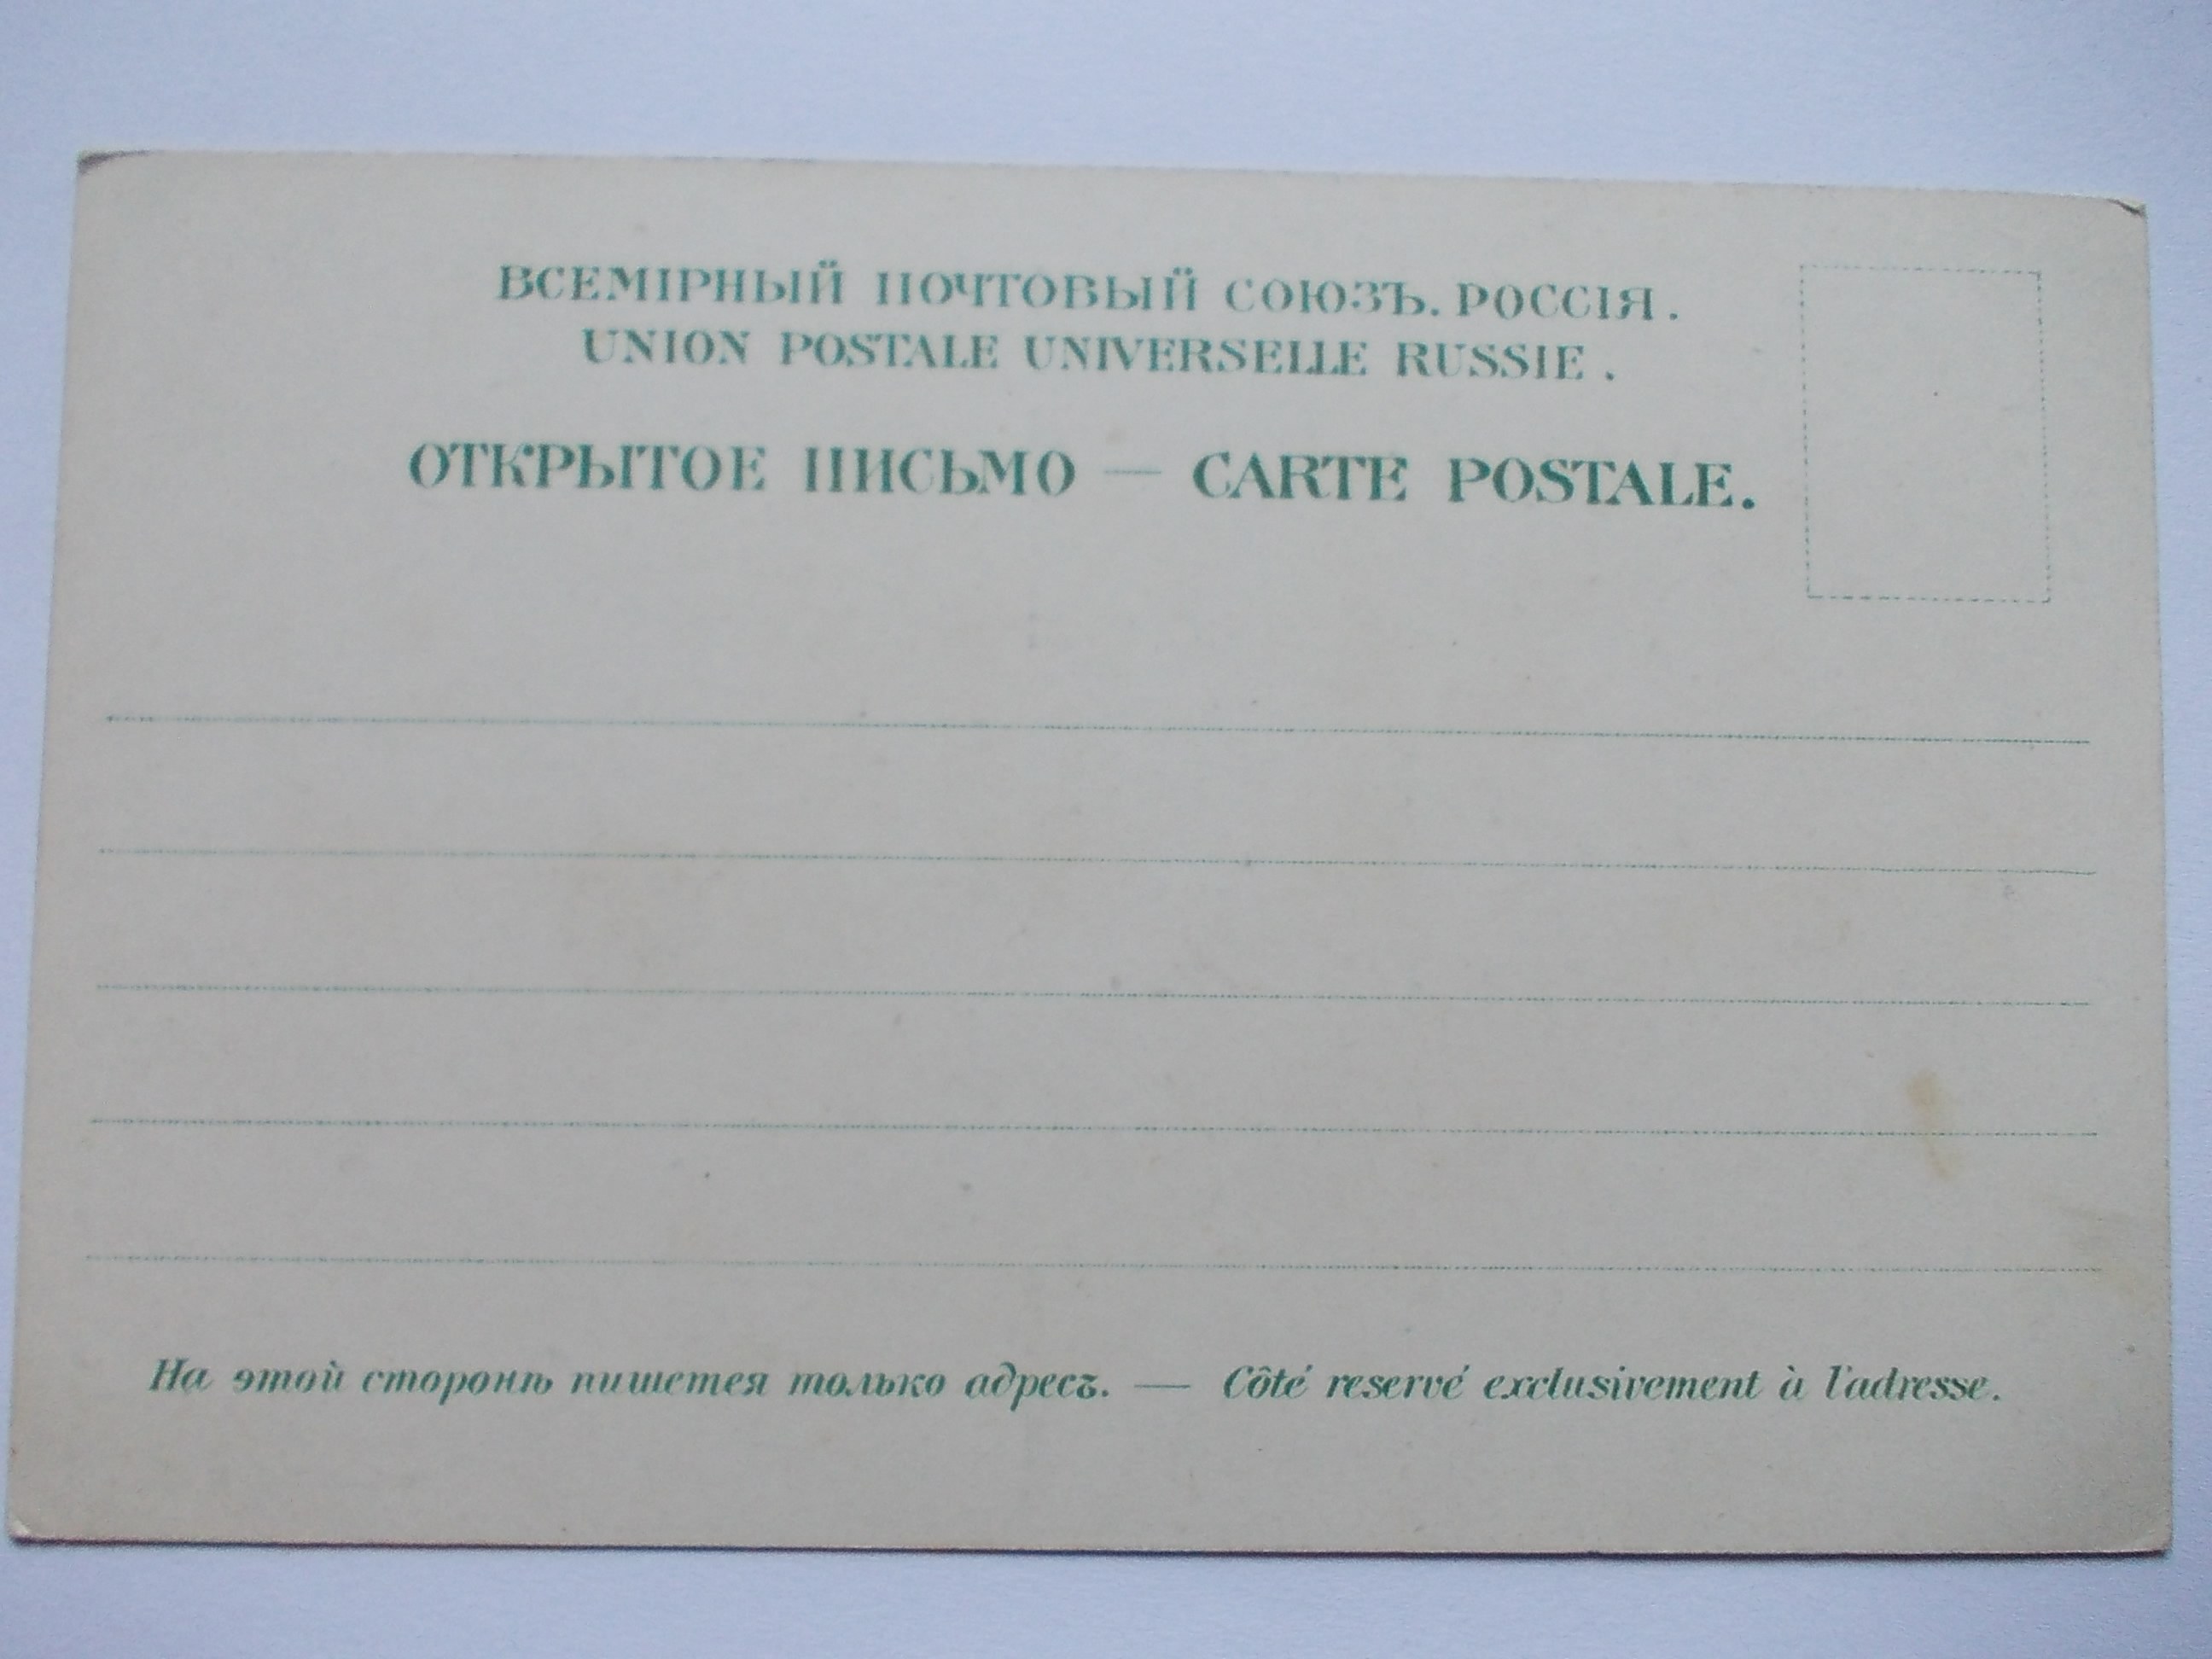 ВСЕМІРНЫЙ ПОЧТОВЫЙ СОЮЗЪ. РОССІЯ.
UNION POSTALE UNIVERSELLE RUSSIE.
ОТКРЫТОЕ ПИСЬМО — CARTE POSTALE.
На этой сторонѣ пишется только адресъ. — Côté reservé exclusivement à l'adresse.